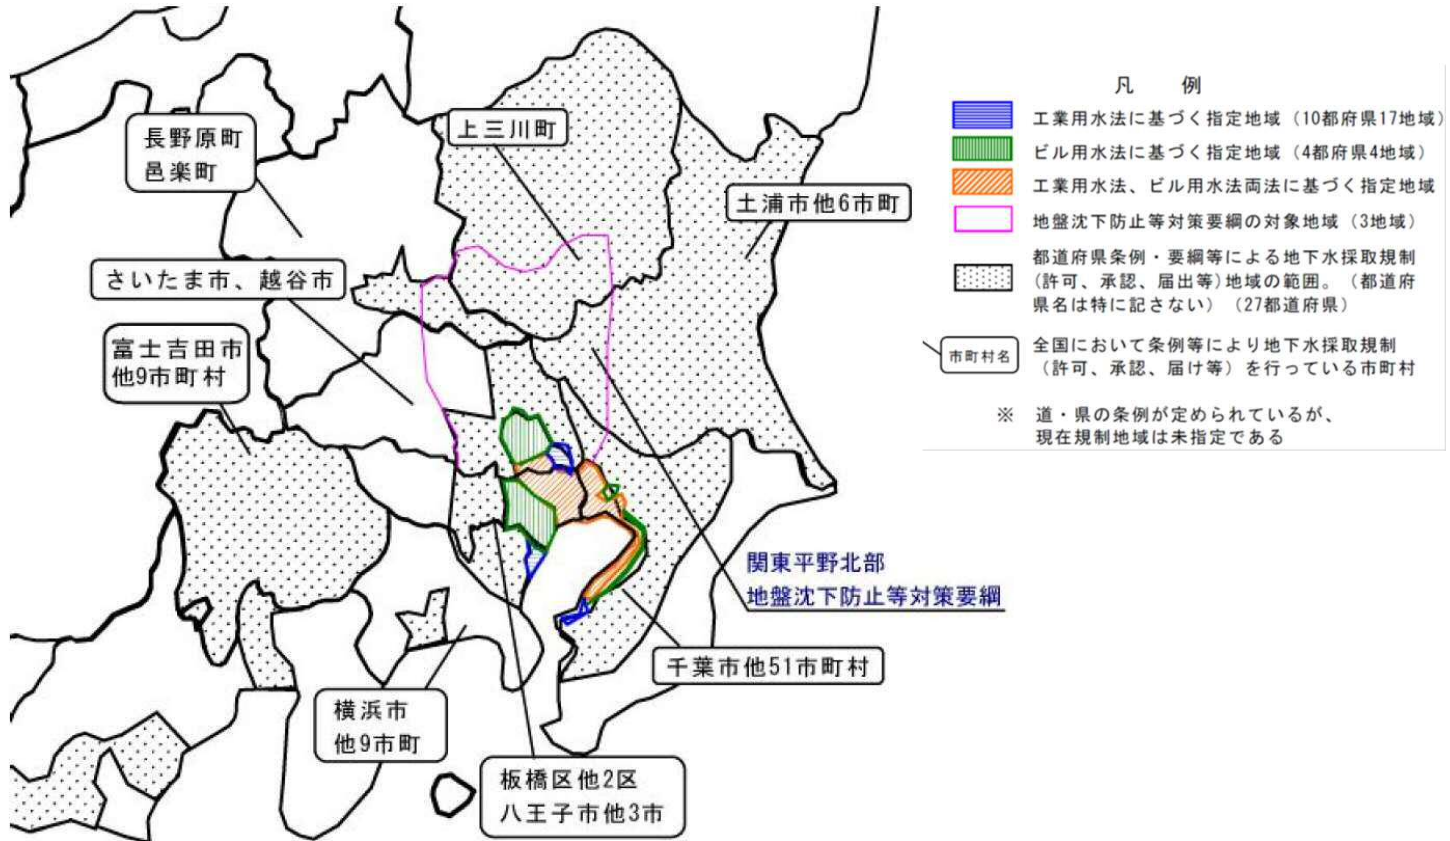 長野原町
邑楽町
上三川町
土浦市他6市町
さいたま市、越谷市
富士吉田市
他9市町村
関東平野北部
地盤沈下防止等対策要綱
千葉市他51市町村
横浜市
他9市町
板橋区他2区
八王子市他3市
凡 例
工業用水法に基づく指定地域（10都府県17地域）
ビル用水法に基づく指定地域（4都府県4地域）
工業用水法、ビル用水法両法に基づく指定地域
地盤沈下防止等対策要綱の対象地域（3地域）
都道府県条例・要綱等による地下水採取規制
（許可、承認、届出等）地域の範囲。（都道府
県名は特に記さない）（27都道府県）
市町村名
全国において条例等により地下水採取規制
（許可、承認、届け等）を行っている市町村
※ 道・県の条例が定められているが、
現在規制地域は未指定である